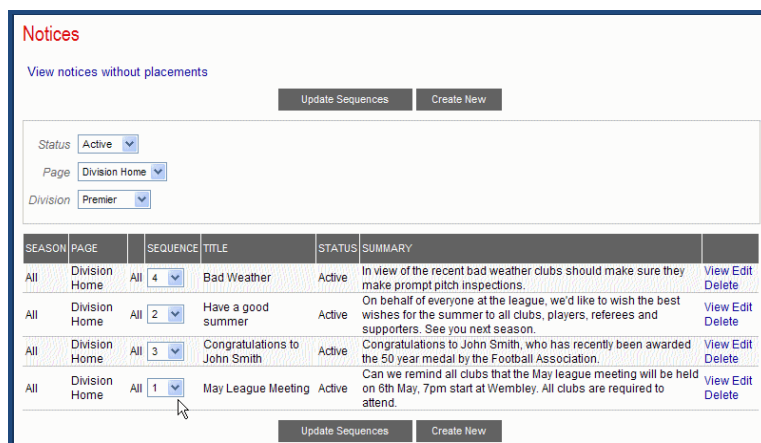 Notices
View notices without placements
Update Sequences Create New
Status Active
Page Division Home
Division Premier
SEASON PAGE SEQUENCE TITLE STATUS SUMMARY
All Division Home All 4 Bad Weather Active In view of the recent bad weather clubs should make sure they
make prompt pitch inspections. View Edit
Delete
All Division Home All 2 Have a good
summer Active On behalf of everyone at the league, we'd like to wish the best
wishes for the summer to all clubs, players, referees and
supporters. See you next season. View Edit
Delete
All Division Home All 3 Congratulations to
John Smith Active Congratulations to John Smith, who has recently been awarded
the 50 year medal by the Football Association. View Edit
Delete
All Division Home All 1 May League Meeting Active Can we remind all clubs that the May league meeting will be held
on 6th May, 7pm start at Wembley. All clubs are required to
attend. View Edit
Delete
Update Sequences Create New